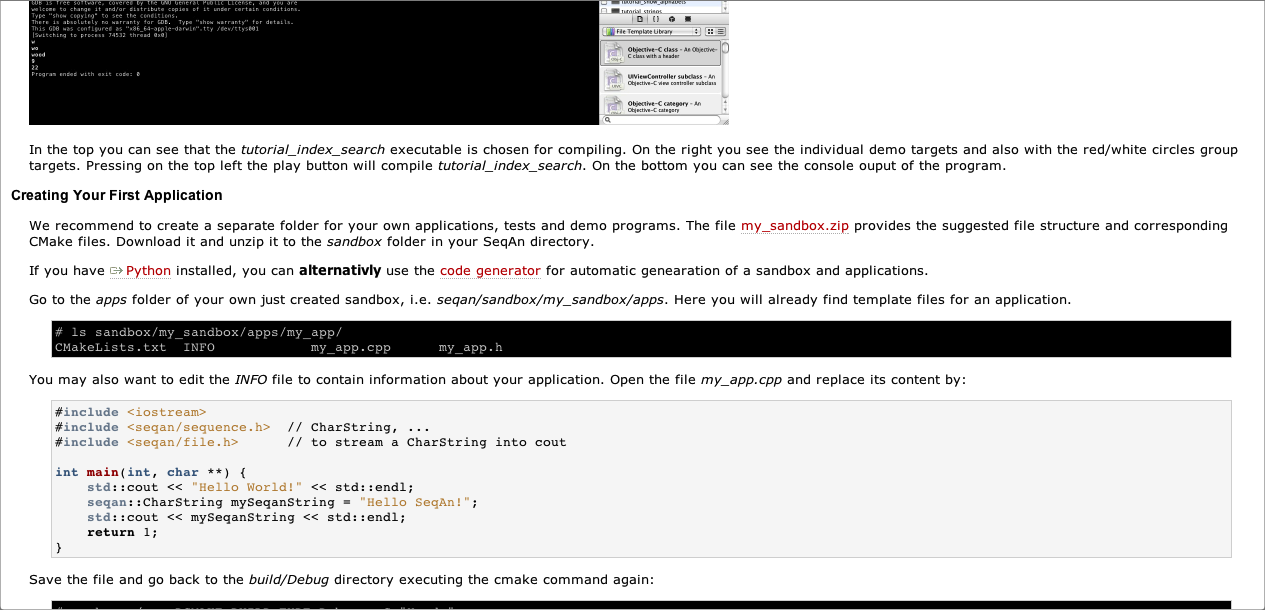 GDB is free software, covered by the GNU General Public License, and you are
welcome to change it and/or distribute copies of it under certain conditions.
Type "show copying" to see the conditions.
There is absolutely no warranty for GDB.  Type "show warranty" for details.
This GDB was configured as "x86_64-apple-darwin".tty /dev/ttys001
[Switching to process 74532 thread 0x0]
w
wo
wood
9
22
Program ended with exit code: 0
tutorial_show_alphabets
tutorial_strings
File Template Library
Objective-C class - An Objective-
C class with a header
UIViewController subclass - An
Objective-C view controller subclass
Objective-C category - An
Objective-C category
In the top you can see that the tutorial_index_search executable is chosen for compiling. On the right you see the individual demo targets and also with the red/white circles group
targets. Pressing on the top left the play button will compile tutorial_index_search. On the bottom you can see the console ouput of the program.
Creating Your First Application
We recommend to create a separate folder for your own applications, tests and demo programs. The file my_sandbox.zip provides the suggested file structure and corresponding
CMake files. Download it and unzip it to the sandbox folder in your SeqAn directory.
If you have Python installed, you can alternativly use the code generator for automatic genearation of a sandbox and applications.
Go to the apps folder of your own just created sandbox, i.e. seqan/sandbox/my_sandbox/apps. Here you will already find template files for an application.
# ls sandbox/my_sandbox/apps/my_app/
CMakeLists.txt  INFO            my_app.cpp      my_app.h
You may also want to edit the INFO file to contain information about your application. Open the file my_app.cpp and replace its content by:
#include <iostream>
#include <seqan/sequence.h>  // CharString, ...
#include <seqan/file.h>      // to stream a CharString into cout
int main(int, char **) {
    std::cout << "Hello World!" << std::endl;
    seqan::CharString mySeqanString = "Hello SeqAn!";
    std::cout << mySeqanString << std::endl;
    return 1;
}
Save the file and go back to the build/Debug directory executing the cmake command again: